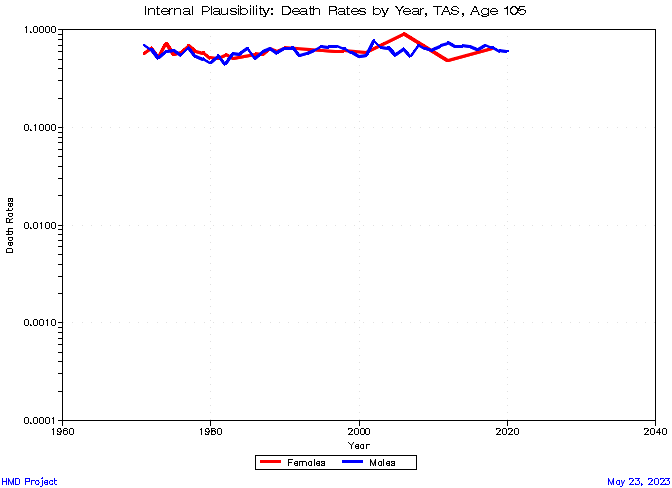 Internal Plausibility: Death Rates by Year, TAS, Age 105
1.0000
0.1000
0.0100
0.0010
0.0001
Death Rates
1960
1980
2000
2020
2040
Year
Females
Males
HMD Project
May 23, 2023